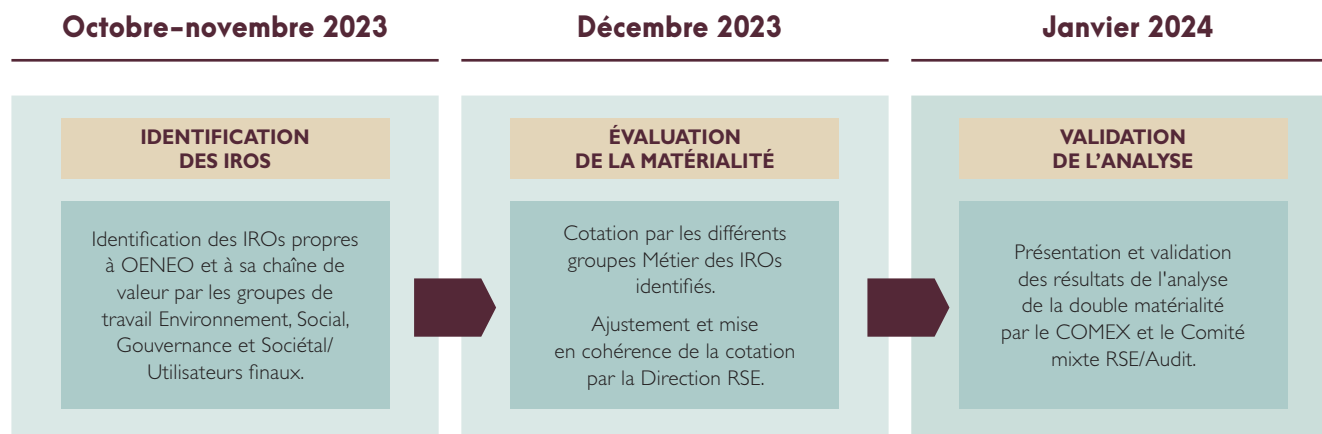 Octobre-novembre 2023
IDENTIFICATION
DES IROS
Identification des IROs propres
à OENEO et à sa chaîne de
valeur par les groupes de
travail Environnement, Social,
Gouvernance et Sociétal/
Utilisateurs finaux.
Décembre 2023
ÉVALUATION
DE LA MATÉRIALITÉ
Cotation par les différents
groupes Métier des IROs
identifiés.
Ajustement et mise
en cohérence de la cotation
par la Direction RSE.
Janvier 2024
VALIDATION
DE L’ANALYSE
Présentation et validation
des résultats de l'analyse
de la double matérialité
par le COMEX et le Comité
mixte RSE/Audit.